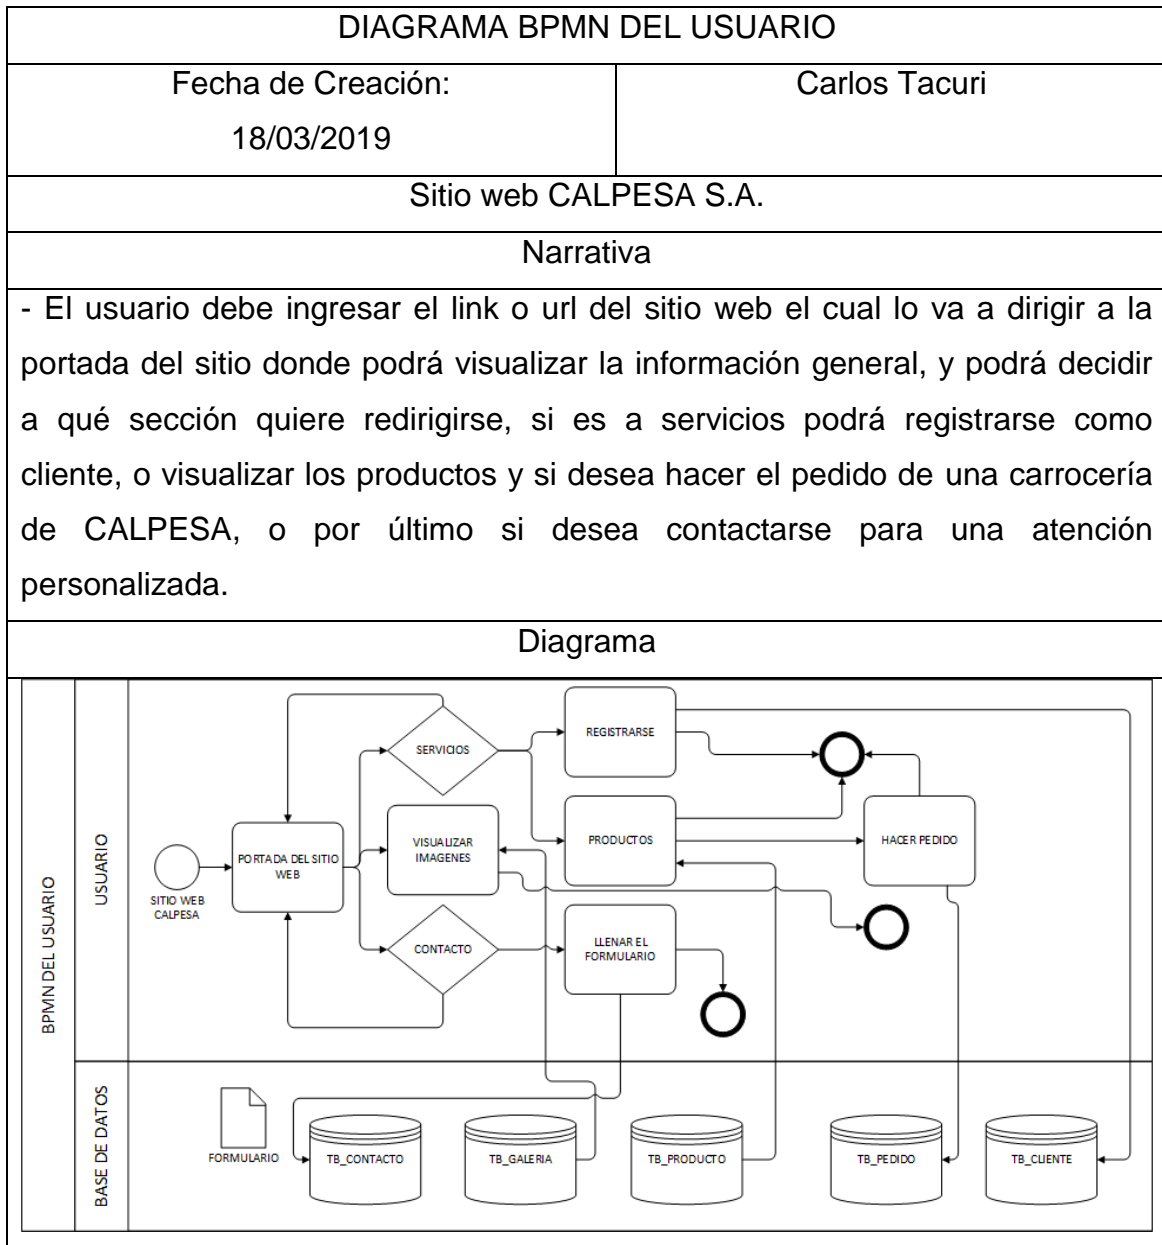 DIAGRAMA BPMN DEL USUARIO
Fecha de Creación:
18/03/2019
Carlos Tacuri
Sitio web CALPESA S.A.
Narrativa
- El usuario debe ingresar el link o url del sitio web el cual lo va a dirigir a la
portada del sitio donde podrá visualizar la información general, y podrá decidir
a qué sección quiere redirigirse, si es a servicios podrá registrarse como
cliente, o visualizar los productos y si desea hacer el pedido de una carrocería
de CALPESA, o por último si desea contactarse para una atención
personalizada.
Diagrama
BPMN DEL USUARIO
USUARIO
SITIO WEB
CALPESA
PORTADA DEL SITIO
WEB
SERVICIOS
VISUALIZAR
IMAGENES
CONTACTO
REGISTRARSE
PRODUCTOS
LLENAR EL
FORMULARIO
HACER PEDIDO
BASE DE DATOS
FORMULARIO
TB_CONTACTO
TB_GALERIA
TB_PRODUCTO
TB_PEDIDO
TB_CLIENTE